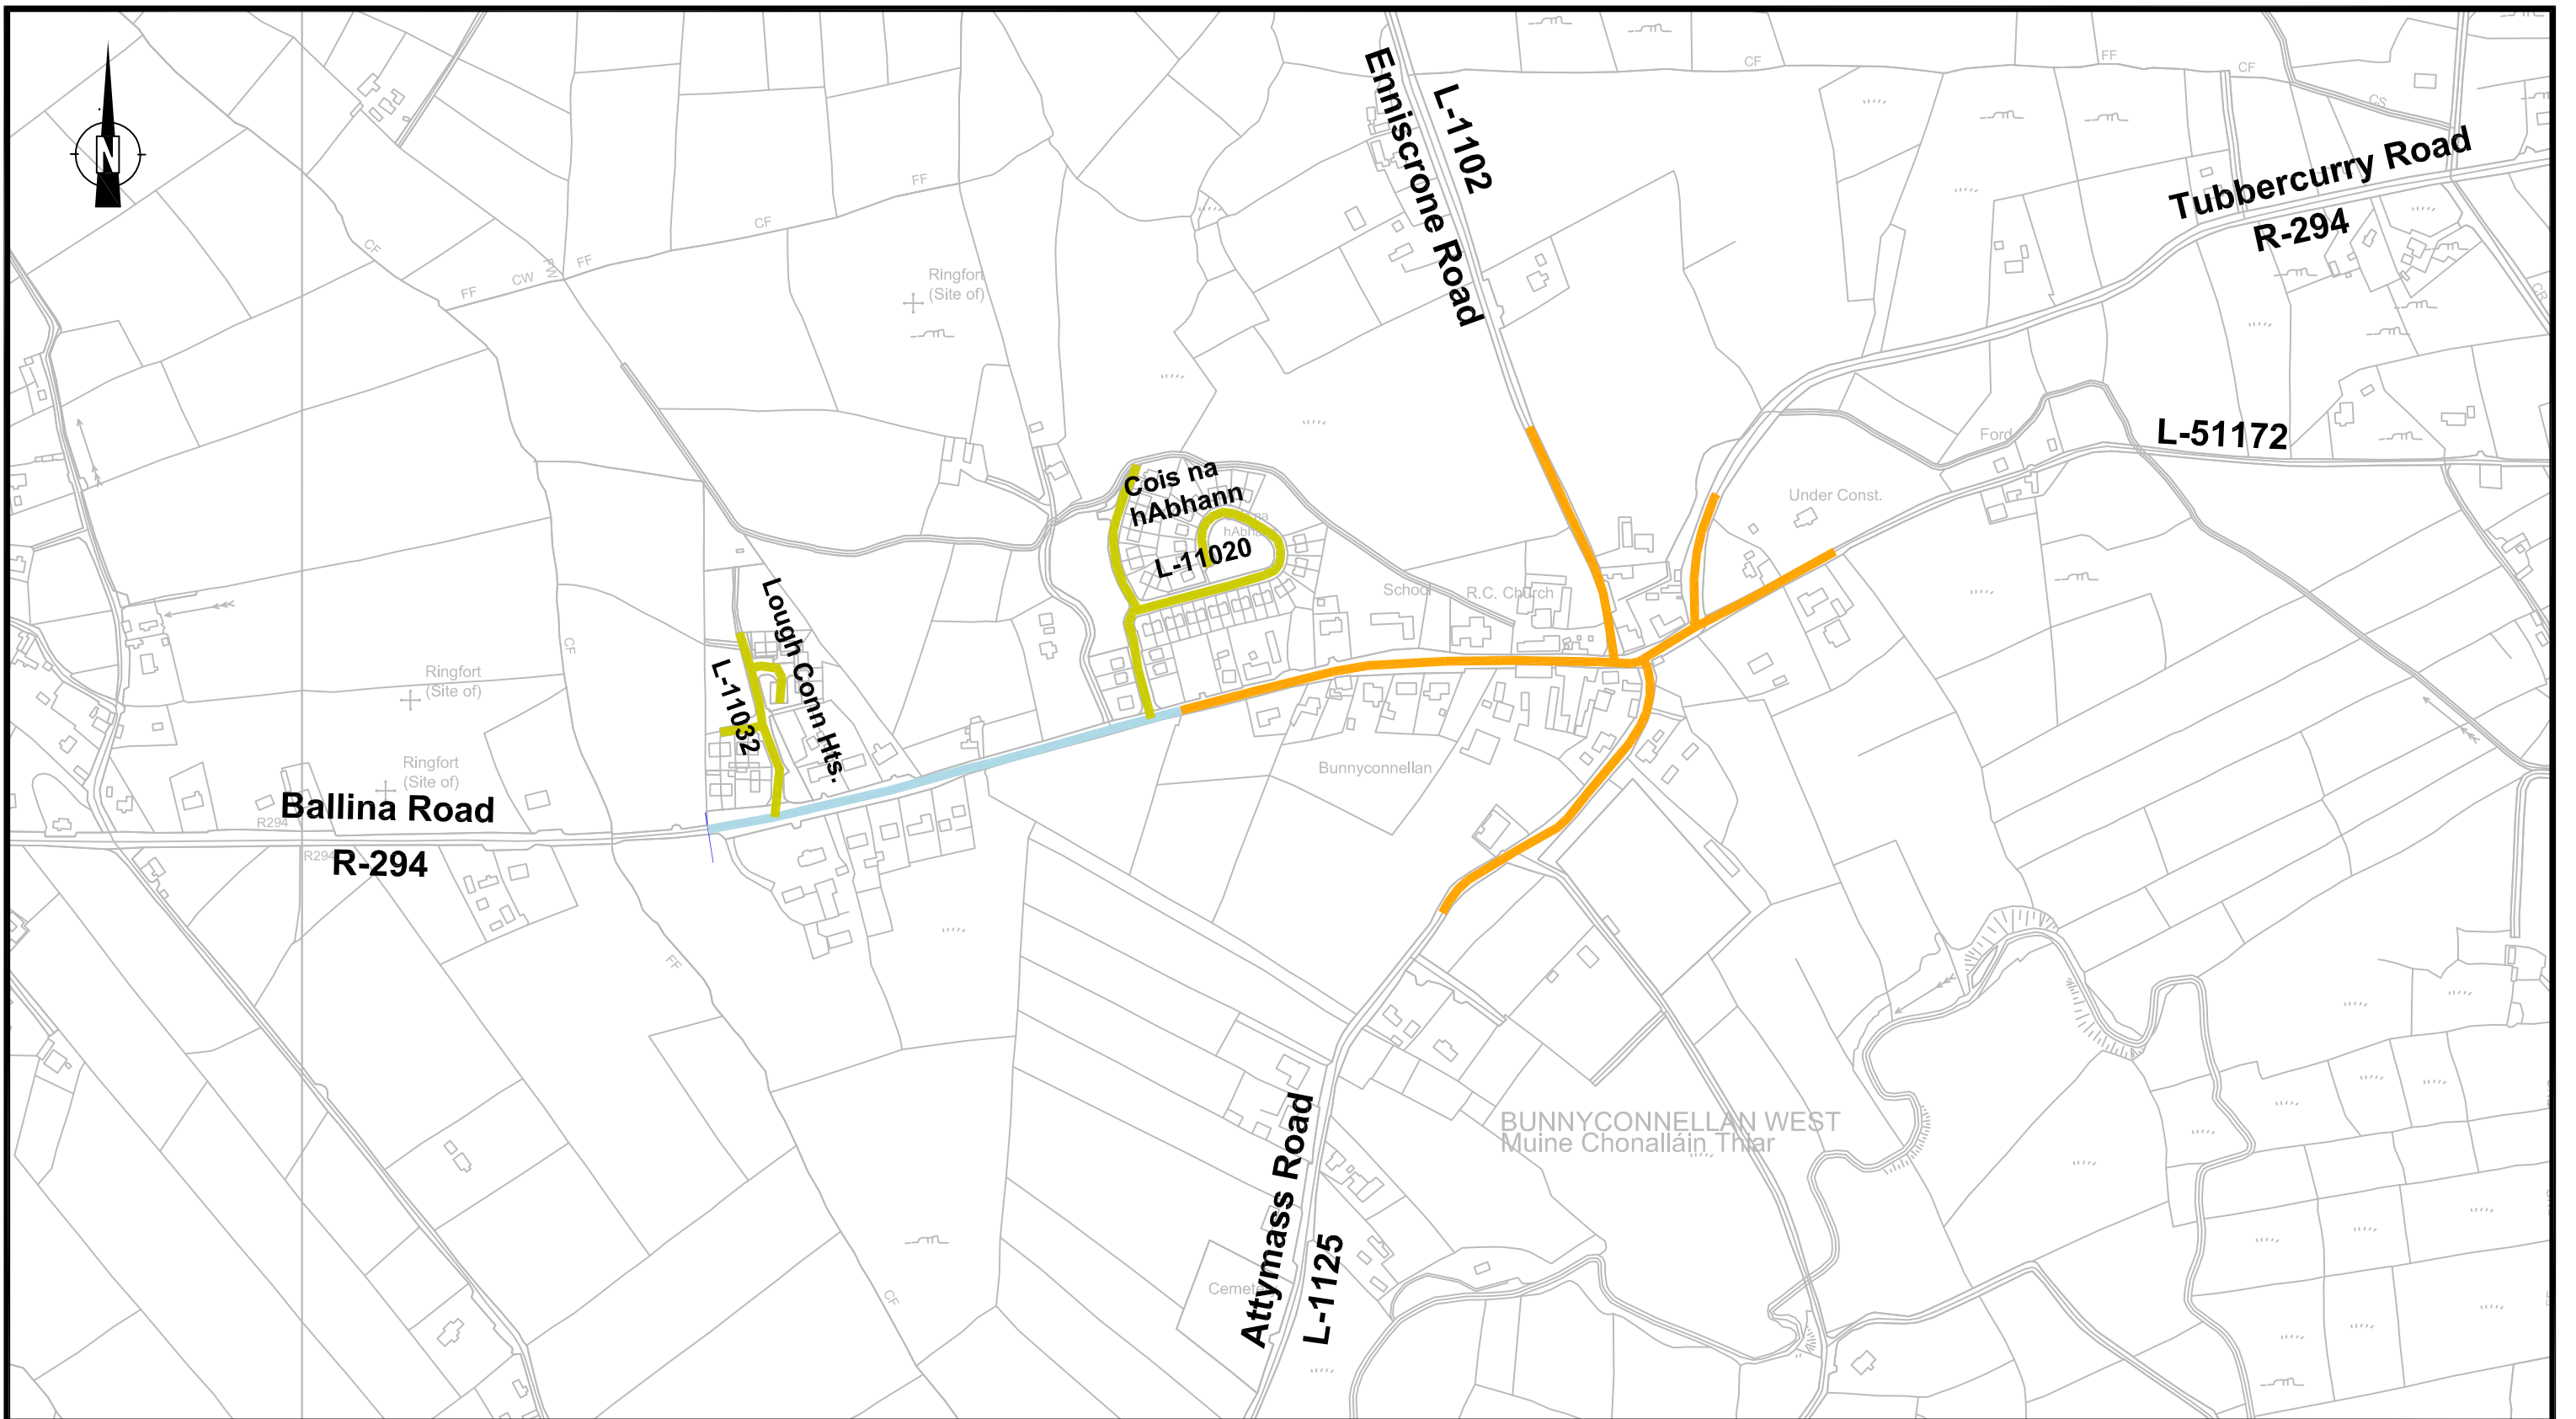 N
Enniscrone Road
L-1102
CF
FF
CF
CS
Tubbercurry Road
R-294
CR
FF
CF
CF
FF
CW
FF
Ringfort
(Site of)
L-51172
Ford
Under Const.
Cois na
hAbhann
L-11020
School
R.C. Church
CF
Lough Conn Hts.
L-11032
Ringfort
(Site of)
Ringfort
(Site of)
Bunnyconnellan
Ballina Road
R294
R294
R-294
FF
BUNNYCONNELLAN WEST
Muine Chonalláin Thiar
Attymass Road
L-1125
CF